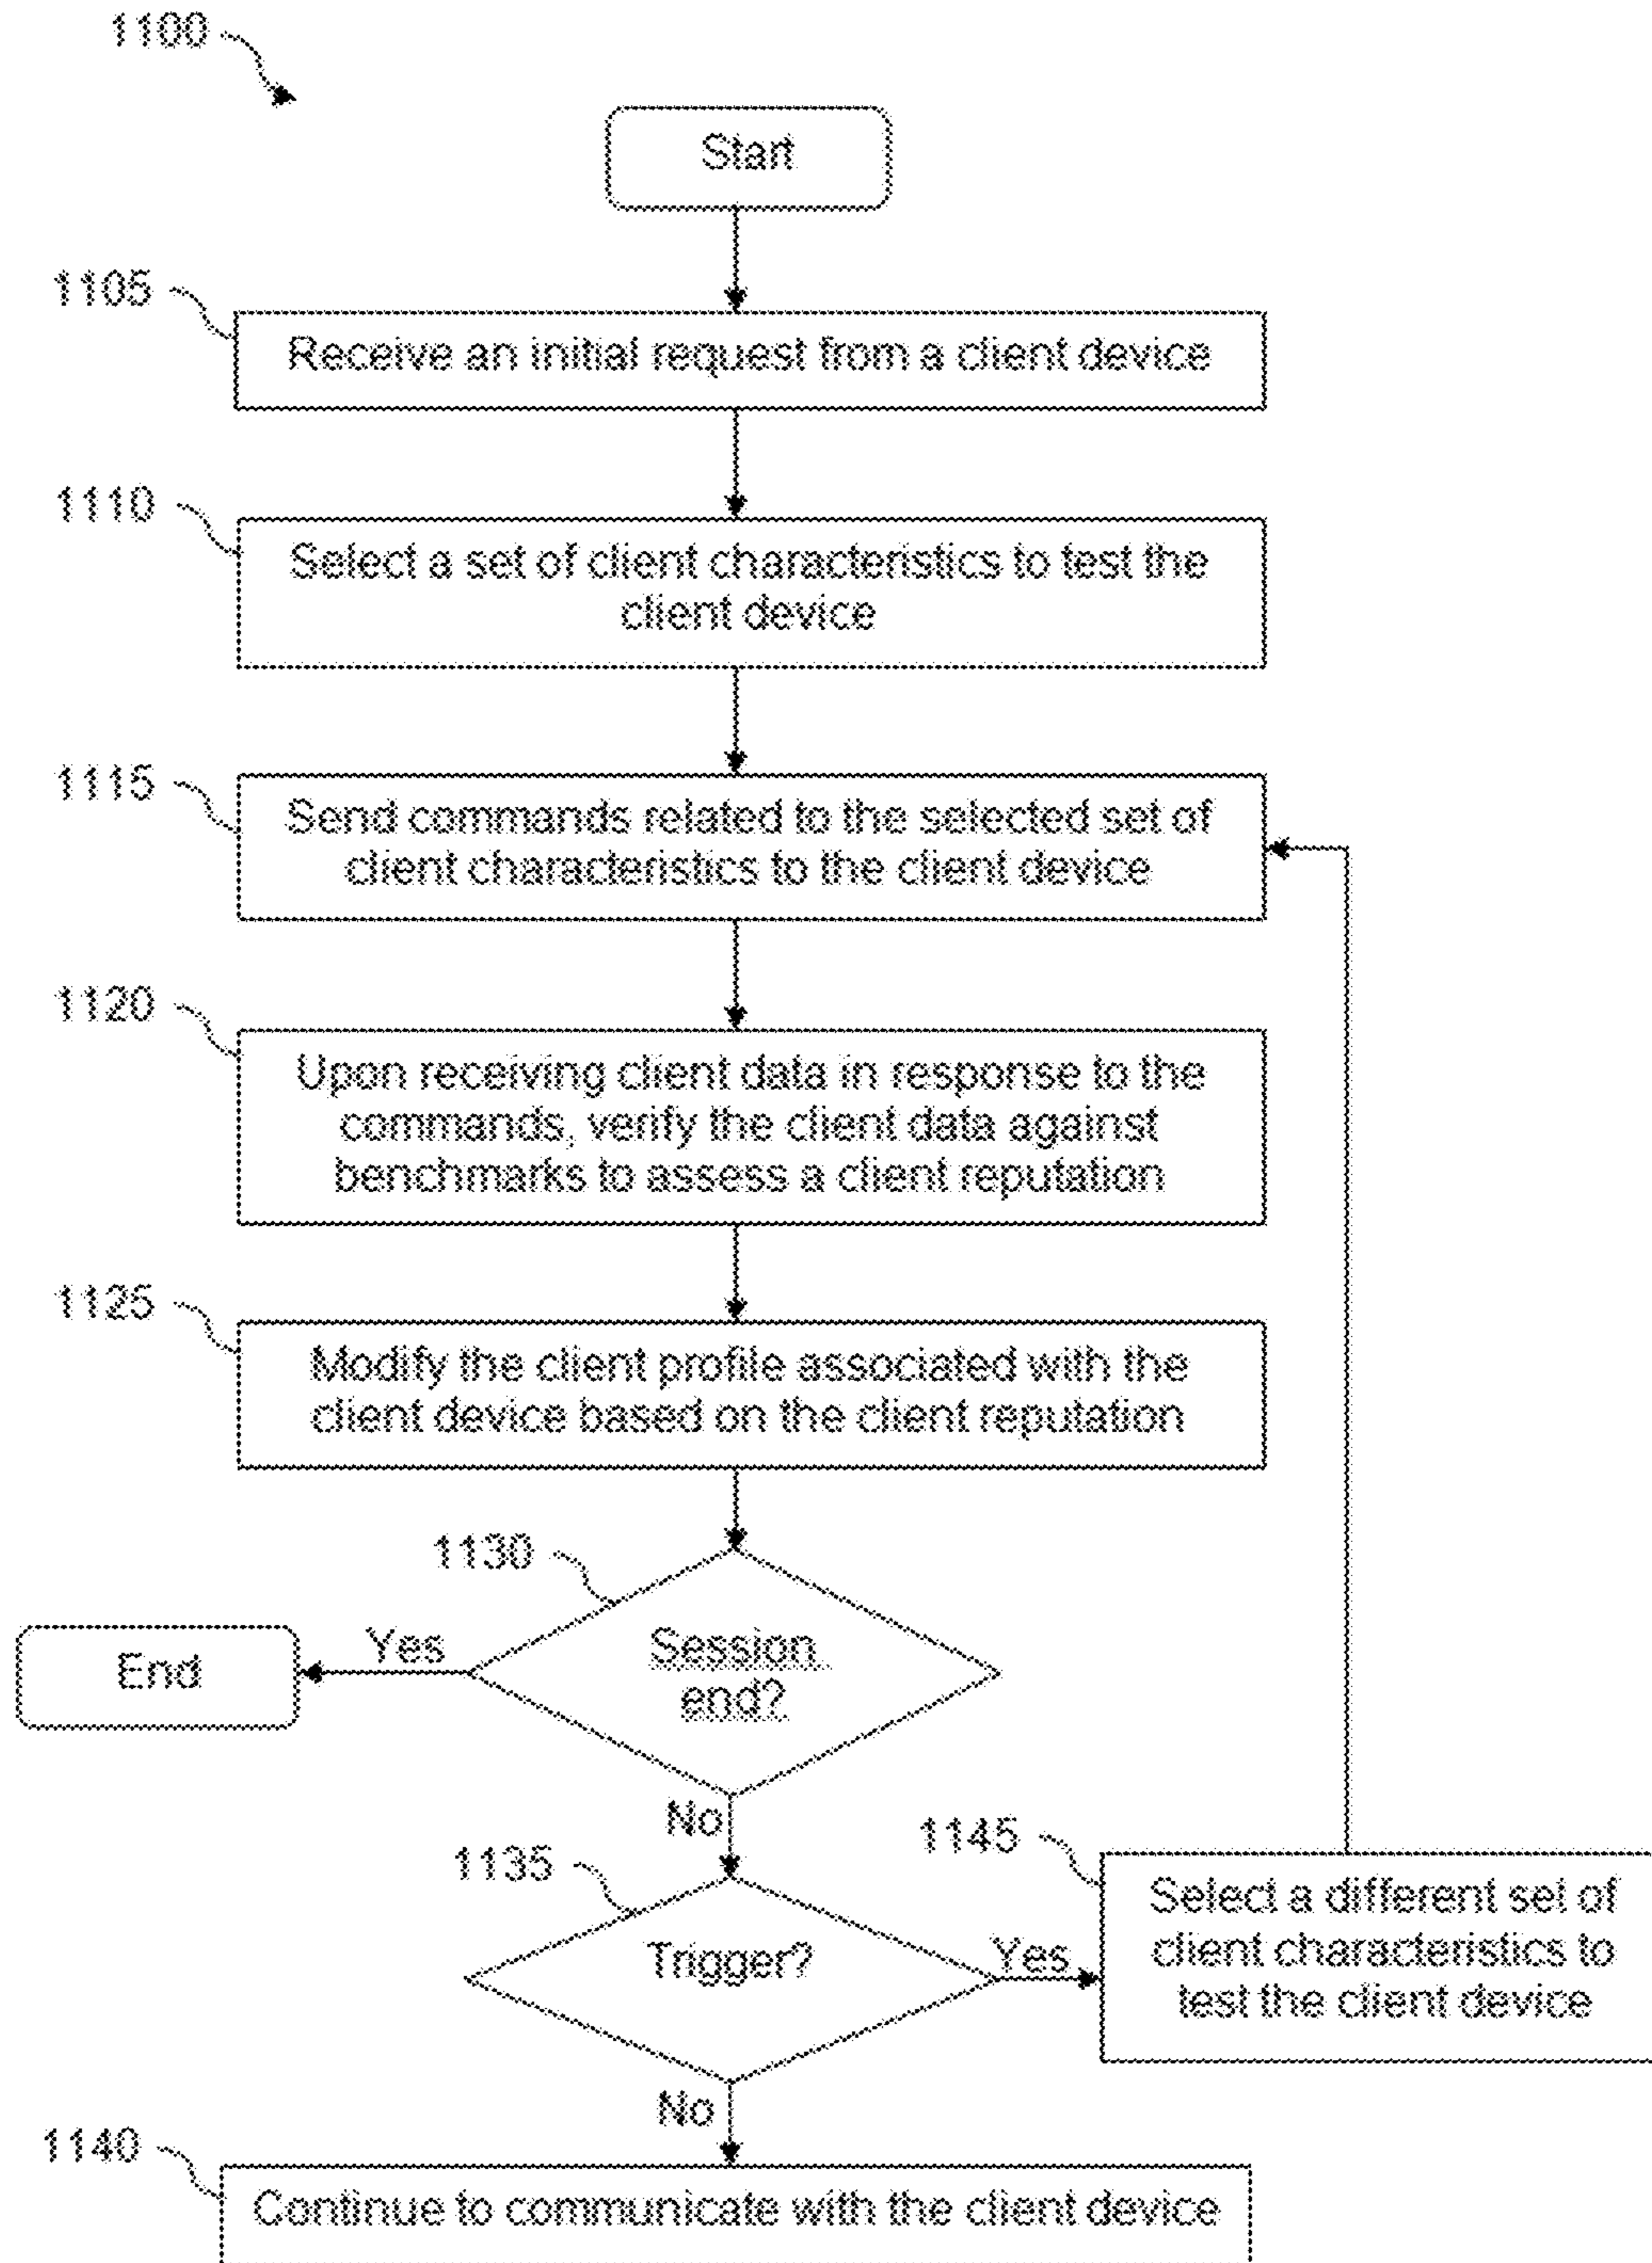 1100
Start
1105
Receive an initial request from a client device
1110
Select a set of client characteristics to test the
client device
1115
Send commands related to the selected set of
client characteristics to the client device
1120
Upon receiving client data in response to the
commands, verify the client data against
benchmarks to assess a client reputation
1125
Modify the client profile associated with the
client device based on the client reputation
1130
End
Yes
Session
end?
No
1135
1145
Trigger?
Yes
Select a different set of
client characteristics to
test the client device
No
1140
Continue to communicate with the client device